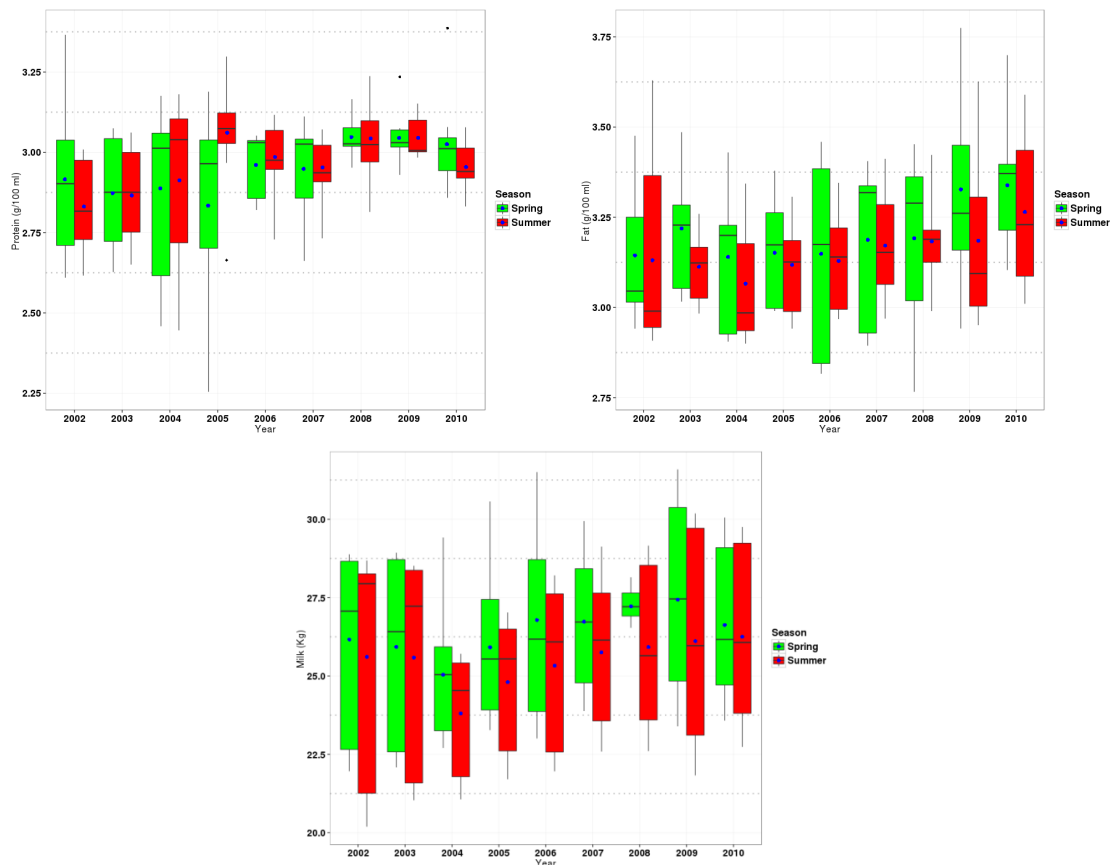 Protein (g/100 ml)
3.25
3.00
2.75
2.50
2.25
2002 2003 2004 2005 2006 2007 2008 2009 2010
Year
Season
Spring
Summer
Fat (g/100 ml)
3.75
3.50
3.25
3.00
2.75
2002 2003 2004 2005 2006 2007 2008 2009 2010
Year
Season
Spring
Summer
Milk (Kg)
30.0
27.5
25.0
22.5
20.0
2002 2003 2004 2005 2006 2007 2008 2009 2010
Year
Season
Spring
Summer